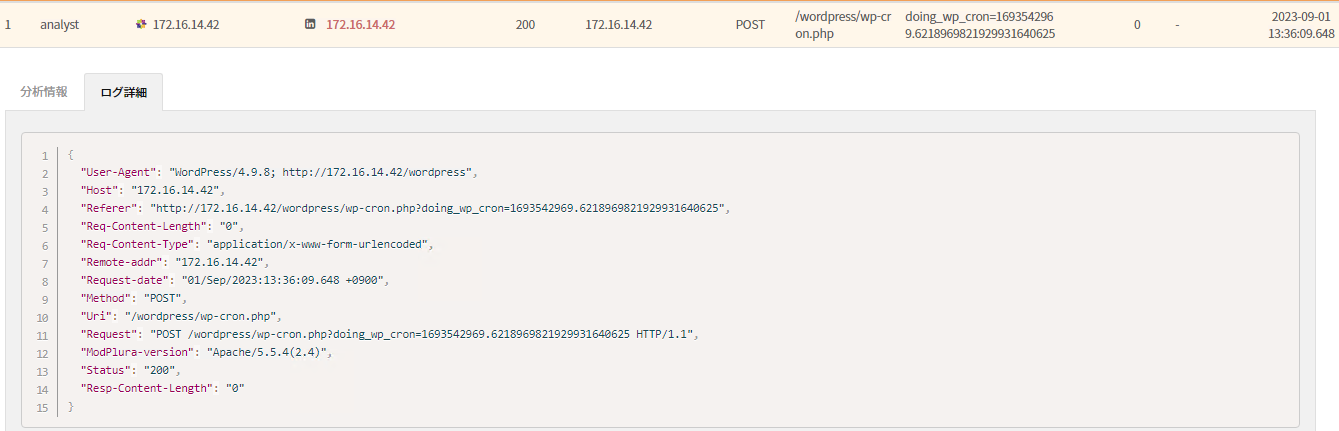 1 analyst 172.16.14.42 172.16.14.42 200 172.16.14.42 POST /wordpress/wp-cr doing_wp_cron=169354296 0 - 2023-09-01
on.php 9.6218969821929931640625 13:36:09.648
分析情報 ログ詳細
1 {
2 "User-Agent": "WordPress/4.9.8; http://172.16.14.42/wordpress",
3 "Host": "172.16.14.42",
4 "Referer": "http://172.16.14.42/wordpress/wp-cron.php?doing_wp_cron=1693542969.6218969821929931640625",
5 "Req-Content-Length": "0",
6 "Req-Content-Type": "application/x-www-form-urlencoded",
7 "Remote-addr": "172.16.14.42",
8 "Request-date": "01/Sep/2023:13:36:09.648 +0900",
9 "Method": "POST",
10 "Uri": "/wordpress/wp-cron.php",
11 "Request": "POST /wordpress/wp-cron.php?doing_wp_cron=1693542969.6218969821929931640625 HTTP/1.1",
12 "ModPlura-version": "Apache/5.5.4(2.4)",
13 "Status": "200",
14 "Resp-Content-Length": "0"
15 }